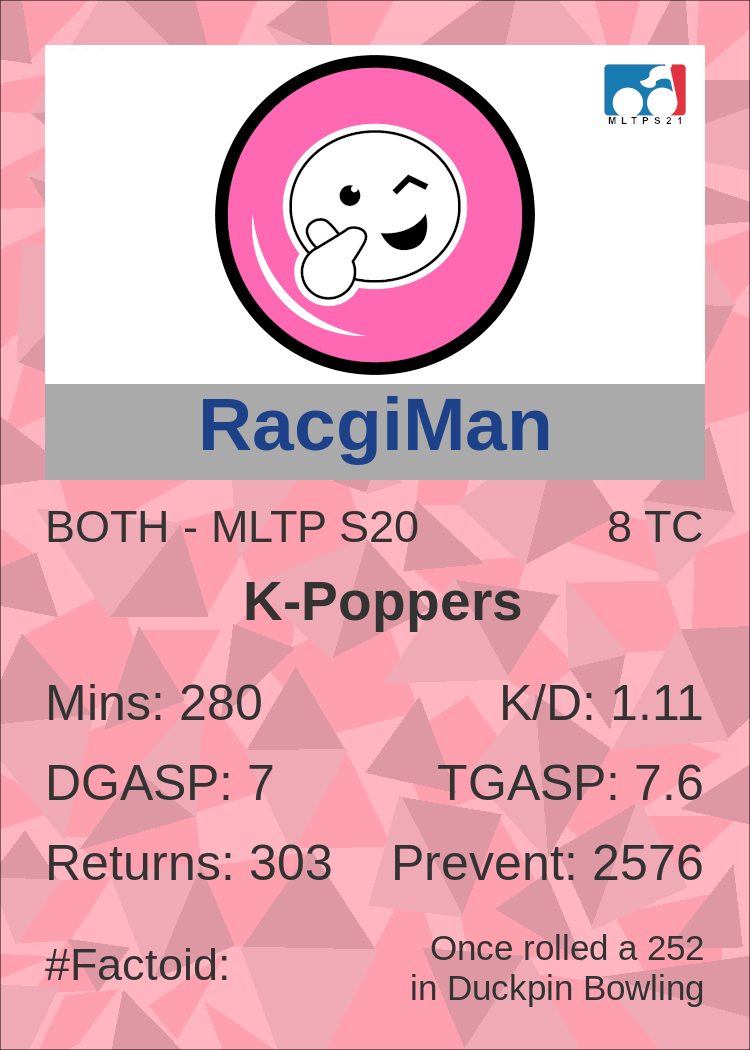 MLTPS21
RacgiMan
BOTH - MLTP S20 8 TC
K-Poppers
Mins: 280 K/D: 1.11
DGASP: 7 TGASP: 7.6
Returns: 303 Prevent: 2576
#Factoid: Once rolled a 252
in Duckpin Bowling